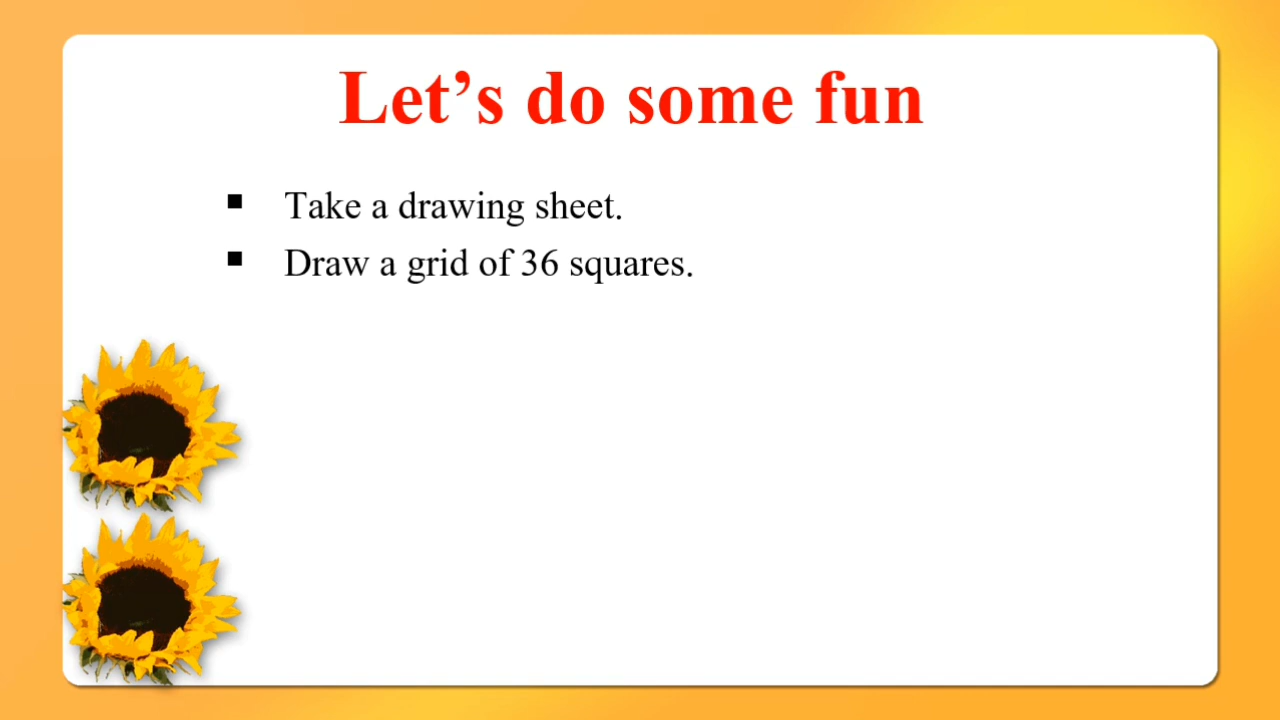 Let’s do some fun
▪ Take a drawing sheet.
▪ Draw a grid of 36 squares.